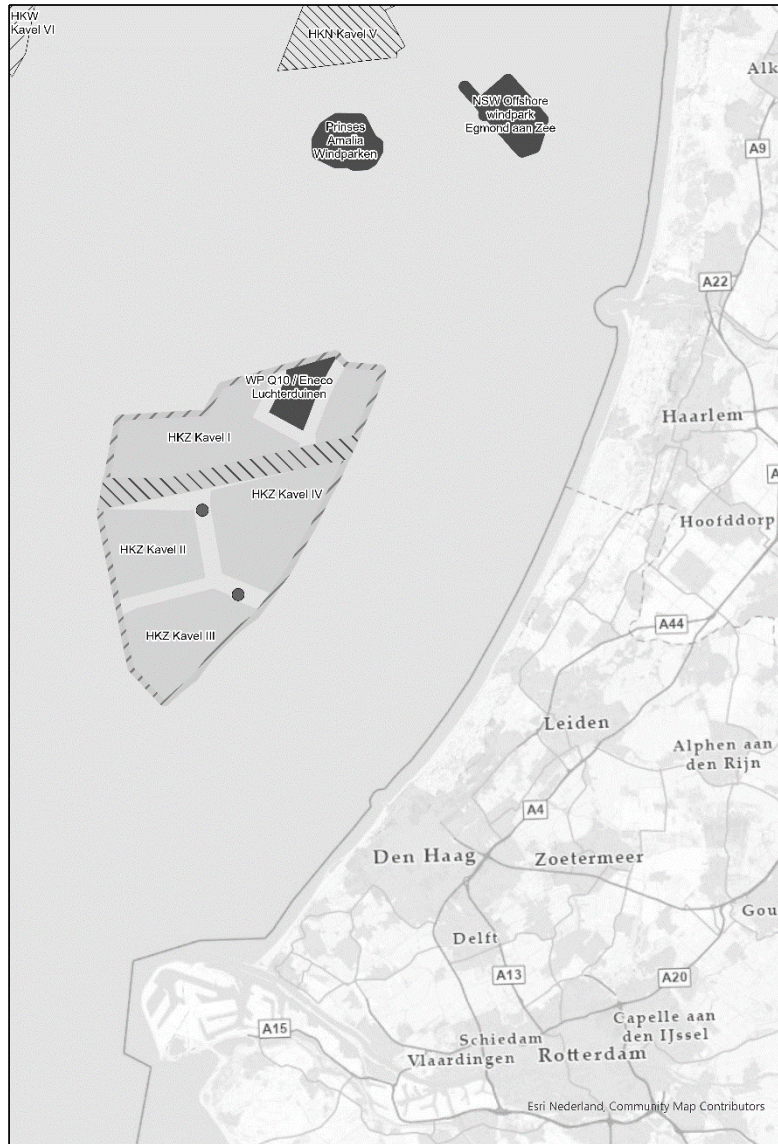 HKW
Kavel VI
HKN Kavel V
Alk
NSW Offshore
windpark
Egmond aan Zee
Prinses
Amalia
Windparken
A9
A22
WP Q10 / Eneco
Luchterduinen
Haarlem
HKZ Kavel I
A
HKZ Kavel IV
Hoofddorp
HKZ Kavel II
A44
HKZ Kavel III
Leiden
Alphen aan
den Rijn
A4
Den Haag
Zoetermeer
Gou
Delft
A13
A20
Capelle aan
den IJssel
A15
Schiedam
Vlaardingen
Rotterdam
Esri Nederland, Community Map Contributors